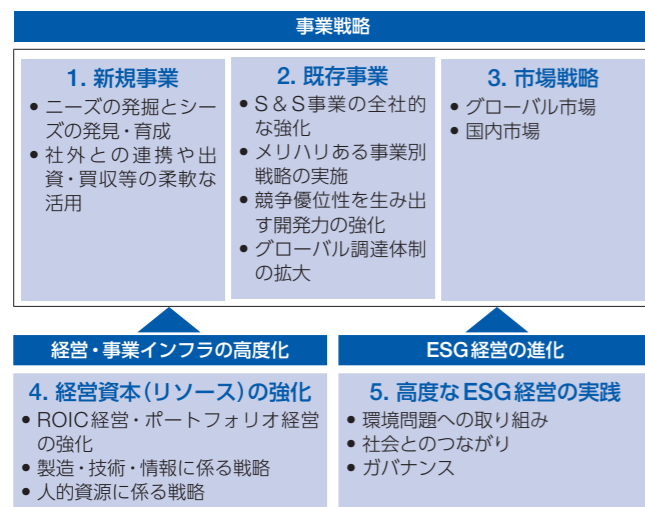 事業戦略
1. 新規事業
• ニーズの発掘とシー
ズの発見・育成
• 社外との連携や出
資・買収等の柔軟な
活用
2. 既存事業
• S&S事業の全社的
な強化
• メリハリある事業別
戦略の実施
• 競争優位性を生み出
す開発力の強化
• グローバル調達体制
の拡大
3. 市場戦略
• グローバル市場
• 国内市場
経営・事業インフラの高度化
4. 経営資本(リソース)の強化
• ROIC経営・ポートフォリオ経営
の強化
• 製造・技術・情報に係る戦略
• 人的資源に係る戦略
ESG経営の進化
5. 高度なESG経営の実践
• 環境問題への取り組み
• 社会とのつながり
• ガバナンス